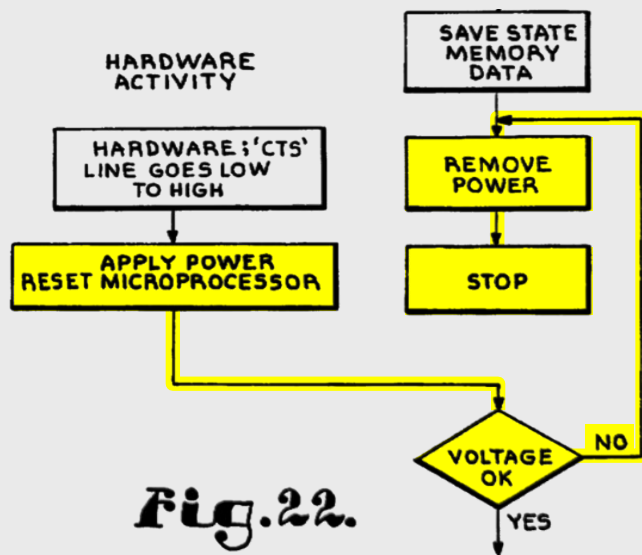 HARDWARE
ACTIVITY
SAVE STATE
MEMORY
DATA
HARDWARE;'CTS'
LINE GOES LOW
TO HIGH
REMOVE
POWER
APPLY POWER
RESET MICROPROCESSOR
STOP
VOLTAGE
OK
NO
YES
Fig.22.